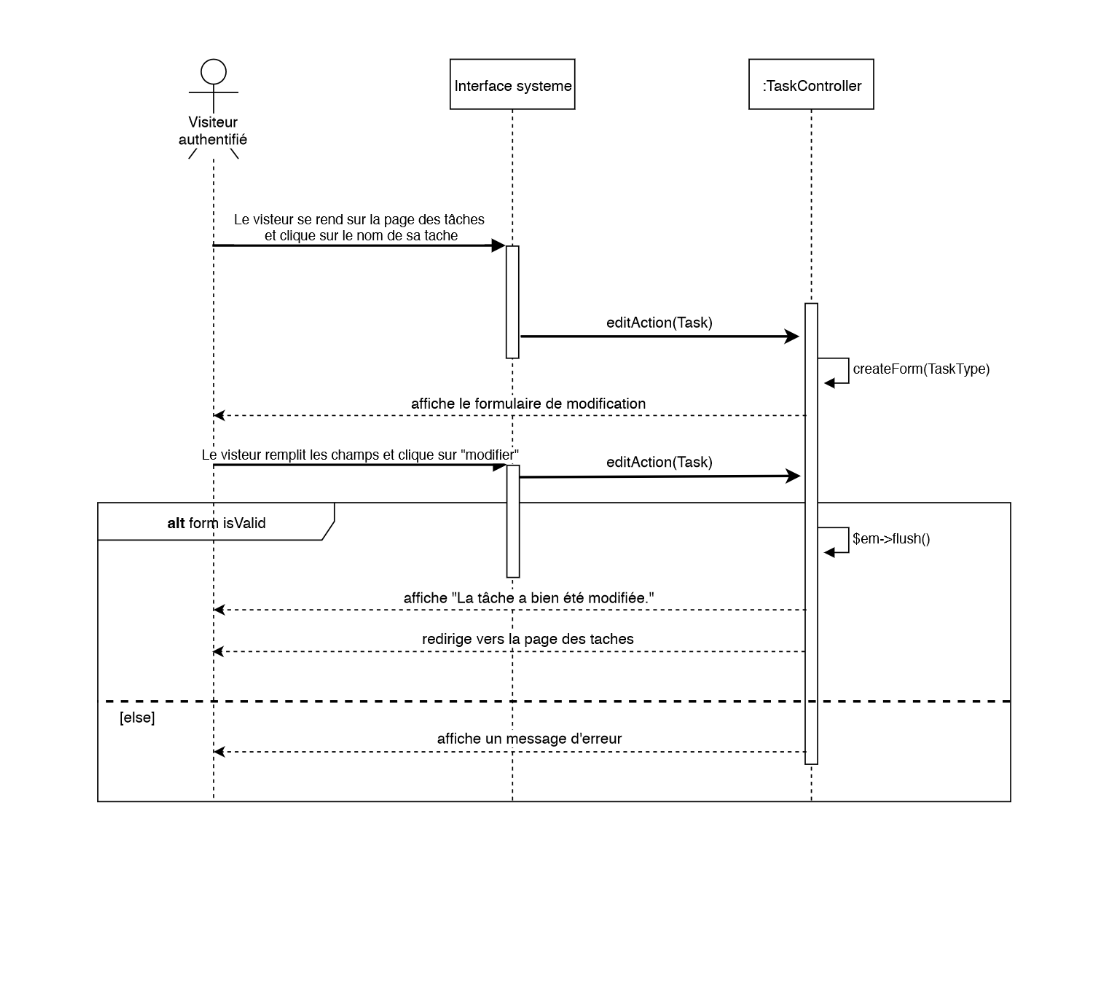 Visiteur
authentifié
Interface systeme
:TaskController
Le visteur se rend sur la page des tâches
et clique sur le nom de sa tache
editAction(Task)
createForm(TaskType)
affiche le formulaire de modification
Le visteur remplit les champs et clique sur "modifier"
editAction(Task)
alt form isValid
$em->flush()
affiche "La tâche a bien été modifiée."
redirige vers la page des taches
[else]
affiche un message d'erreur